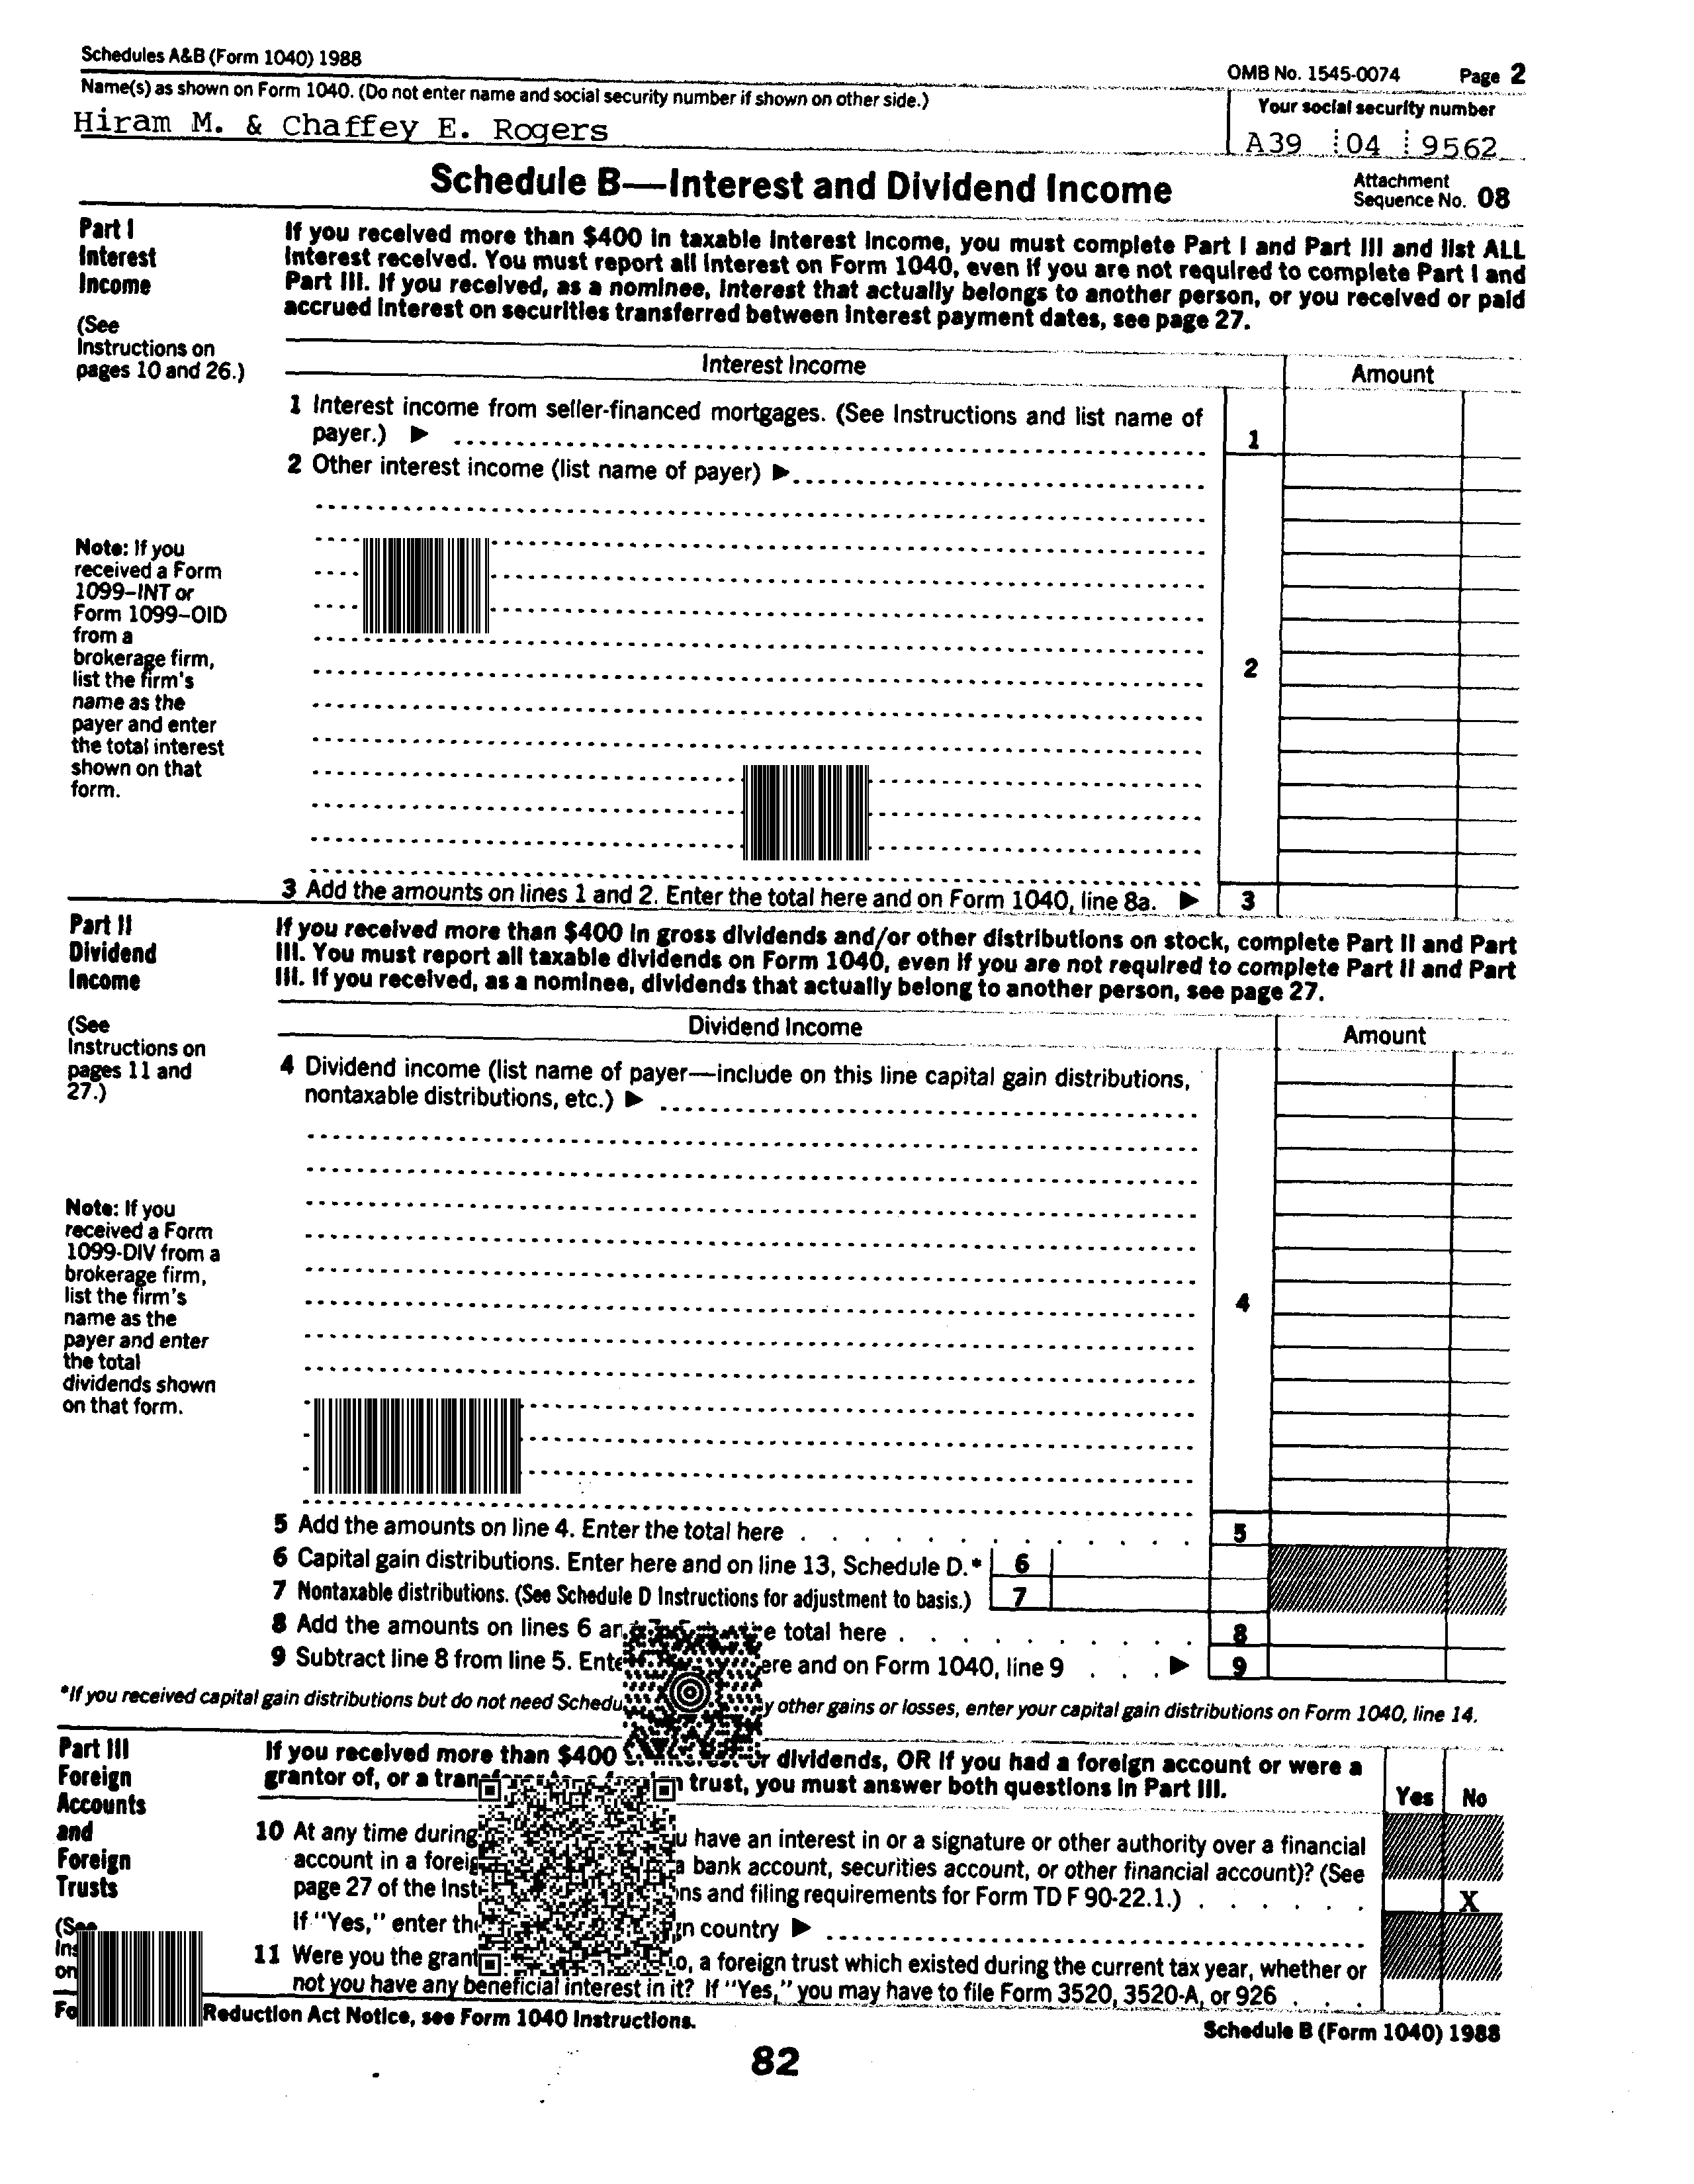 Schedules A&B (Form 1040) 1988
OMB No. 1545-0074 Page 2
Name(s) as shown on Form 1040. (Do not enter name and social security number if shown on other side.)
Your social security number
Hiram M. & Chaffey E. Rogers
A39 04 9562
Schedule B—Interest and Dividend Income
Attachment
Sequence No. 08
Part I
Interest
Income
(See
Instructions on
pages 10 and 26.)
If you received more than $400 in taxable interest income, you must complete Part I and Part III and list ALL
interest received. You must report all interest on Form 1040, even if you are not required to complete Part I and
Part III. If you received, as a nominee, interest that actually belongs to another person, or you received or paid
accrued interest on securities transferred between interest payment dates, see page 27.
Interest Income
Amount
1 Interest income from seller-financed mortgages. (See Instructions and list name of
payer.) ▶
1
2 Other interest income (list name of payer) ▶
Note: If you
received a Form
1099–INT or
Form 1099–OID
from a
brokerage firm,
list the firm's
name as the
payer and enter
the total interest
shown on that
form.
2
3 Add the amounts on lines 1 and 2. Enter the total here and on Form 1040, line 8a. ▶ 3
Part II
Dividend
Income
(See
Instructions on
pages 11 and
27.)
If you received more than $400 in gross dividends and/or other distributions on stock, complete Part II and Part
III. You must report all taxable dividends on Form 1040, even if you are not required to complete Part II and Part
III. If you received, as a nominee, dividends that actually belong to another person, see page 27.
Dividend Income
Amount
4 Dividend income (list name of payer—include on this line capital gain distributions,
nontaxable distributions, etc.) ▶
Note: If you
received a Form
1099-DIV from a
brokerage firm,
list the firm's
name as the
payer and enter
the total
dividends shown
on that form.
4
5 Add the amounts on line 4. Enter the total here . . . . . . . . . . 5
6 Capital gain distributions. Enter here and on line 13, Schedule D.* 6
7 Nontaxable distributions. (See Schedule D Instructions for adjustment to basis.) 7
8 Add the amounts on lines 6 total here . . . . . . . . . 8
9 Subtract line 8 from line 5. and on Form 1040, line 9 . . . ▶ 9
*If you received capital gain distributions but do not need other gains or losses, enter your capital gain distributions on Form 1040, line 14.
Part III
Foreign
Accounts
and
Foreign
Trusts
If you received more than $400 dividends, OR if you had a foreign account or were a
grantor of, or a trust, you must answer both questions in Part III.
Yes No
10 At any time during have an interest in or a signature or other authority over a financial
account in a a bank account, securities account, or other financial account)? (See
page 27 of the and filing requirements for Form TD F 90-22.1.) . . . . . . X
If "Yes," enter country ▶
11 Were you the a foreign trust which existed during the current tax year, whether or
not you have any beneficial interest in it? If "Yes," you may have to file Form 3520, 3520-A, or 926 . . .
Reduction Act Notice, see Form 1040 Instructions.
Schedule B (Form 1040) 1988
82